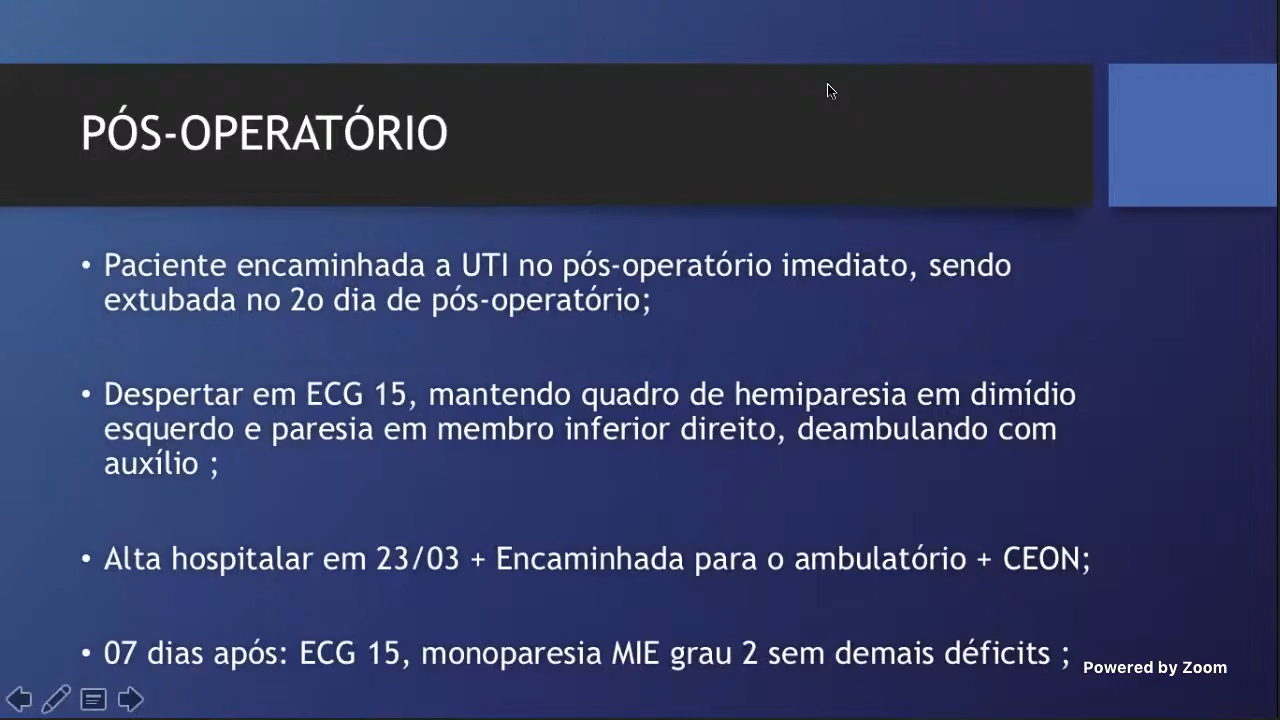 PÓS-OPERATÓRIO
• Paciente encaminhada a UTI no pós-operatório imediato, sendo
extubada no 2o dia de pós-operatório;
• Despertar em ECG 15, mantendo quadro de hemiparesia em dimídio
esquerdo e paresia em membro inferior direito, deambulando com
auxílio ;
• Alta hospitalar em 23/03 + Encaminhada para o ambulatório + CEON;
• 07 dias após: ECG 15, monoparesia MIE grau 2 sem demais déficits ;
Powered by Zoom